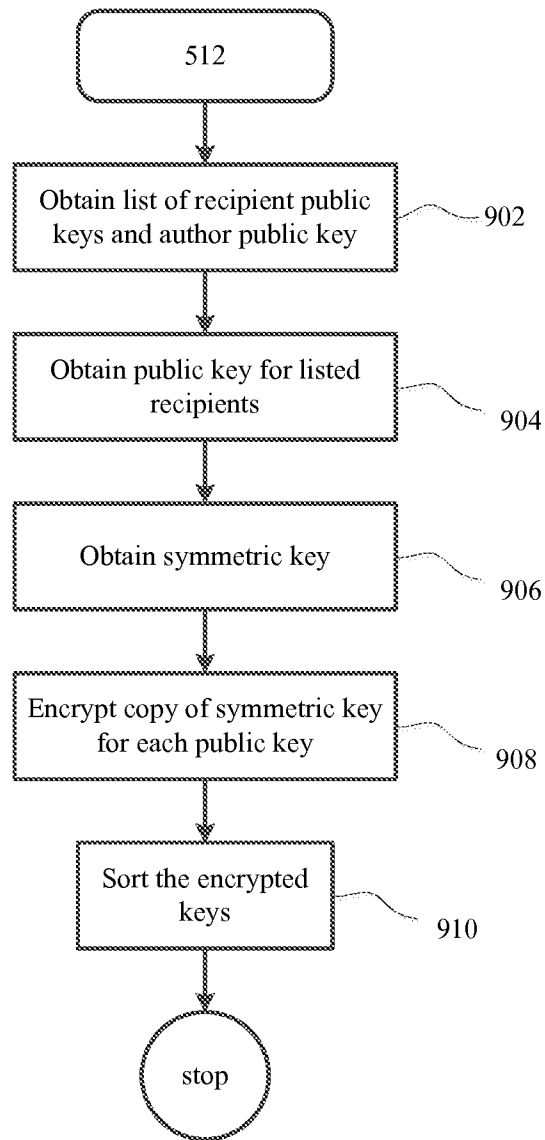 512
Obtain list of recipient public
keys and author public key
902
Obtain public key for listed
recipients
904
Obtain symmetric key
906
Encrypt copy of symmetric key
for each public key
908
Sort the encrypted
keys
910
stop